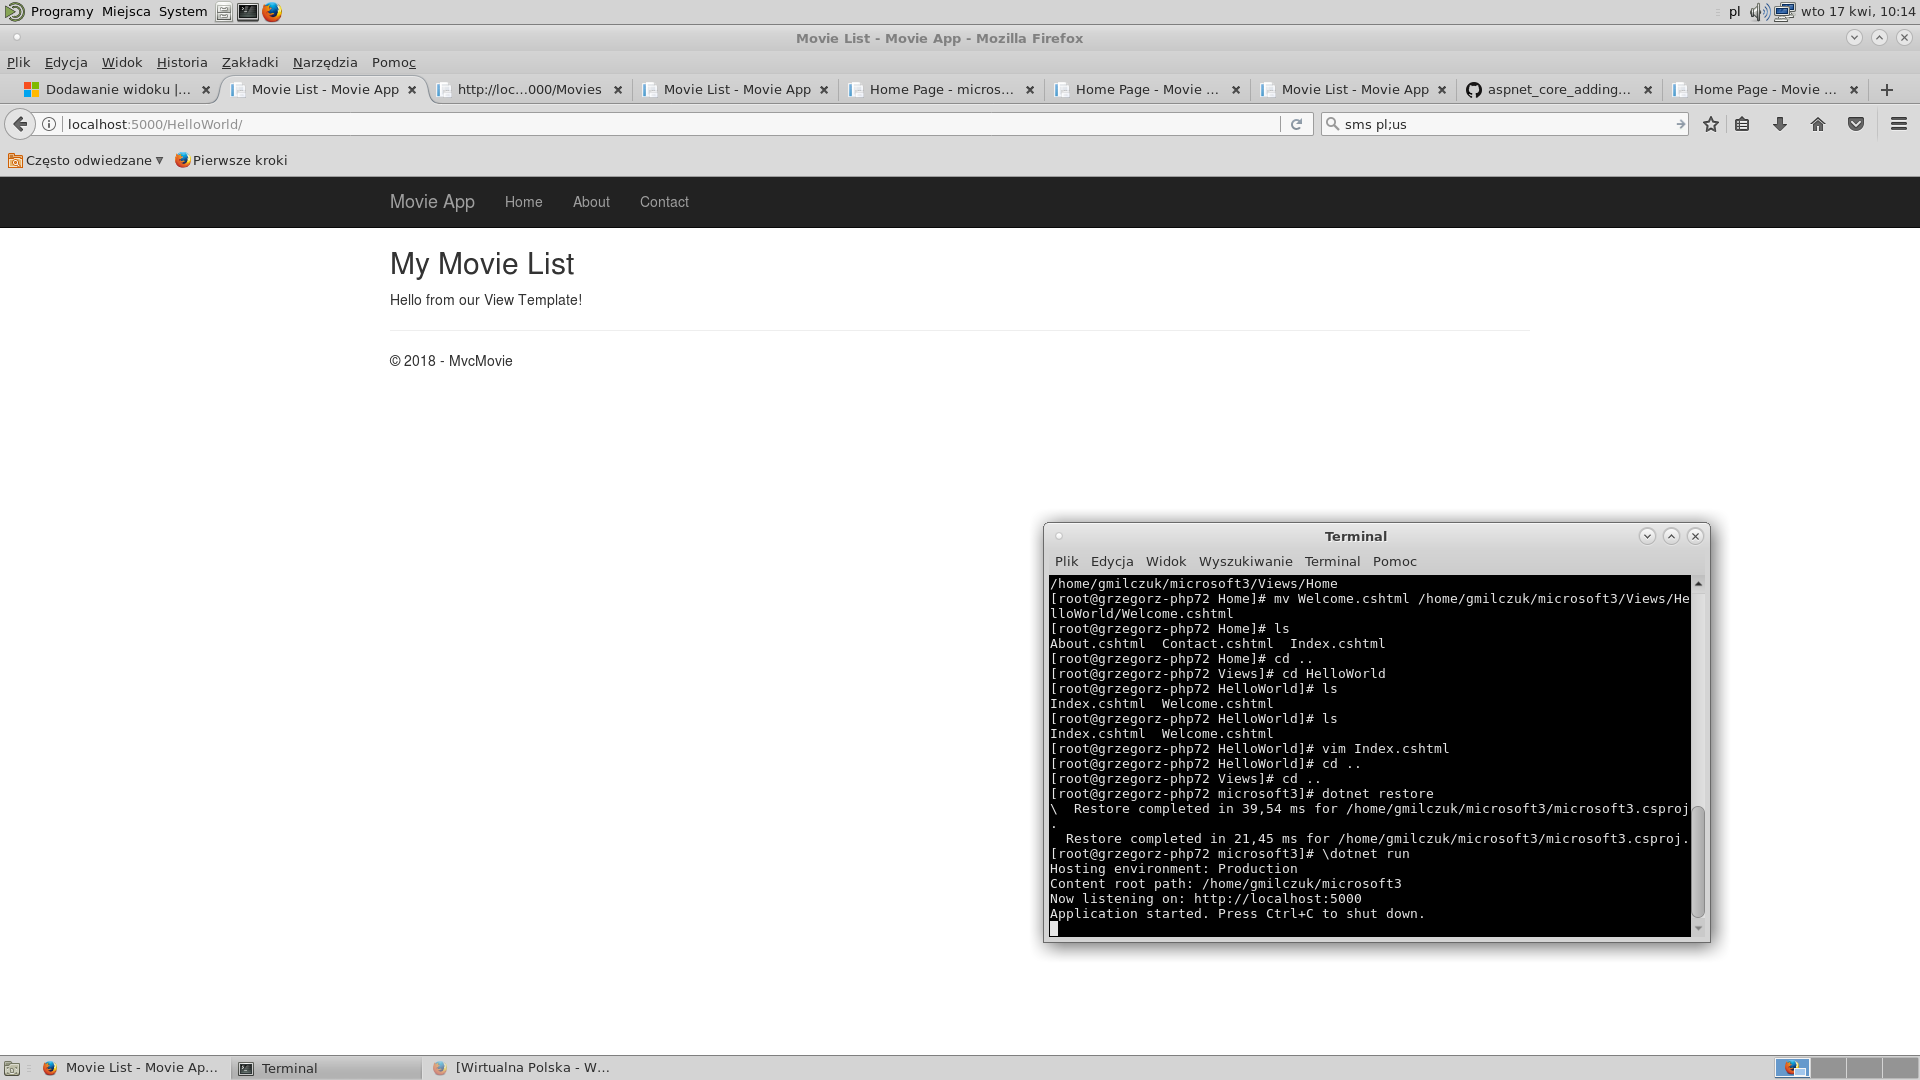 Programy Miejsca System
pl wto 17 kwi, 10:14
Movie List - Movie App - Mozilla Firefox
Plik Edycja Widok Historia Zakładki Narzędzia Pomoc
Dodawanie widoku |... Movie List - Movie App http://loc...000/Movies Movie List - Movie App Home Page - micros... Home Page - Movie ... Movie List - Movie App aspnet_core_adding... Home Page - Movie ...
localhost:5000/HelloWorld/
sms pl;us
Często odwiedzane Pierwsze kroki
Movie App Home About Contact
My Movie List
Hello from our View Template!
© 2018 - MvcMovie
Terminal
Plik Edycja Widok Wyszukiwanie Terminal Pomoc
/home/gmilczuk/microsoft3/Views/Home
[root@grzegorz-php72 Home]# mv Welcome.cshtml /home/gmilczuk/microsoft3/Views/He
lloWorld/Welcome.cshtml
[root@grzegorz-php72 Home]# ls
About.cshtml  Contact.cshtml  Index.cshtml
[root@grzegorz-php72 Home]# cd ..
[root@grzegorz-php72 Views]# cd HelloWorld
[root@grzegorz-php72 HelloWorld]# ls
Index.cshtml  Welcome.cshtml
[root@grzegorz-php72 HelloWorld]# ls
Index.cshtml  Welcome.cshtml
[root@grzegorz-php72 HelloWorld]# vim Index.cshtml
[root@grzegorz-php72 HelloWorld]# cd ..
[root@grzegorz-php72 Views]# cd ..
[root@grzegorz-php72 microsoft3]# dotnet restore
\  Restore completed in 39,54 ms for /home/gmilczuk/microsoft3/microsoft3.csproj
.
  Restore completed in 21,45 ms for /home/gmilczuk/microsoft3/microsoft3.csproj.
[root@grzegorz-php72 microsoft3]# \dotnet run
Hosting environment: Production
Content root path: /home/gmilczuk/microsoft3
Now listening on: http://localhost:5000
Application started. Press Ctrl+C to shut down.
Movie List - Movie Ap... Terminal [Wirtualna Polska - W...